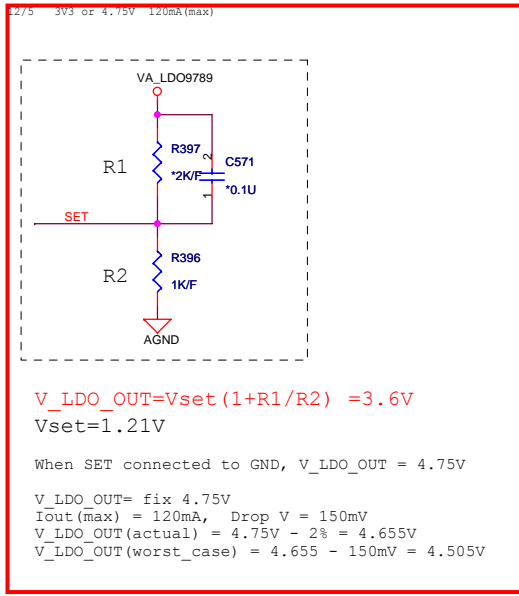 12/5 3V3 or 4.75V 120mA(max)
VA_LDO9789
R397
R1
2
C571
*2K/F
*0.1U
1
SET
R396
R2
1K/F
AGND
V_LDO_OUT=Vset(1+R1/R2) =3.6V
Vset=1.21V
When SET connected to GND, V_LDO_OUT = 4.75V
V_LDO_OUT= fix 4.75V
Iout(max) = 120mA, Drop V = 150mV
V_LDO_OUT(actual) = 4.75V - 2% = 4.655V
V_LDO_OUT(worst_case) = 4.655 - 150mV = 4.505V